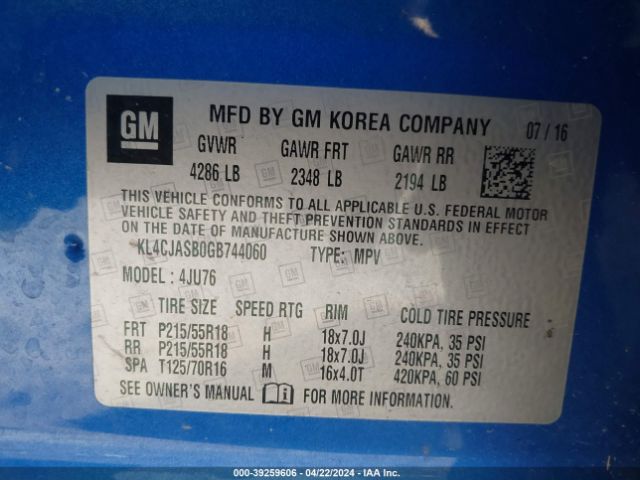 GM MFD BY GM KOREA COMPANY 07 / 16
GVWR GAWR FRT GAWR RR
4286 LB 2348 LB 2194 LB
THIS VEHICLE CONFORMS TO ALL APPLICABLE U.S. FEDERAL MOTOR
VEHICLE SAFETY AND THEFT PREVENTION STANDARDS IN EFFECT
ON THE DATE OF MANUFACTURE SHOWN ABOVE.
KL4CJASB0GB744060 TYPE: MPV
MODEL : 4JU76
TIRE SIZE SPEED RTG RIM COLD TIRE PRESSURE
FRT P215/55R18 H 18x7.0J 240KPA, 35 PSI
RR P215/55R18 H 18x7.0J 240KPA, 35 PSI
SPA T125/70R16 M 16x4.0T 420KPA, 60 PSI
SEE OWNER'S MANUAL FOR MORE INFORMATION.
000-39259606 - 04/22/2024 - IAA Inc.